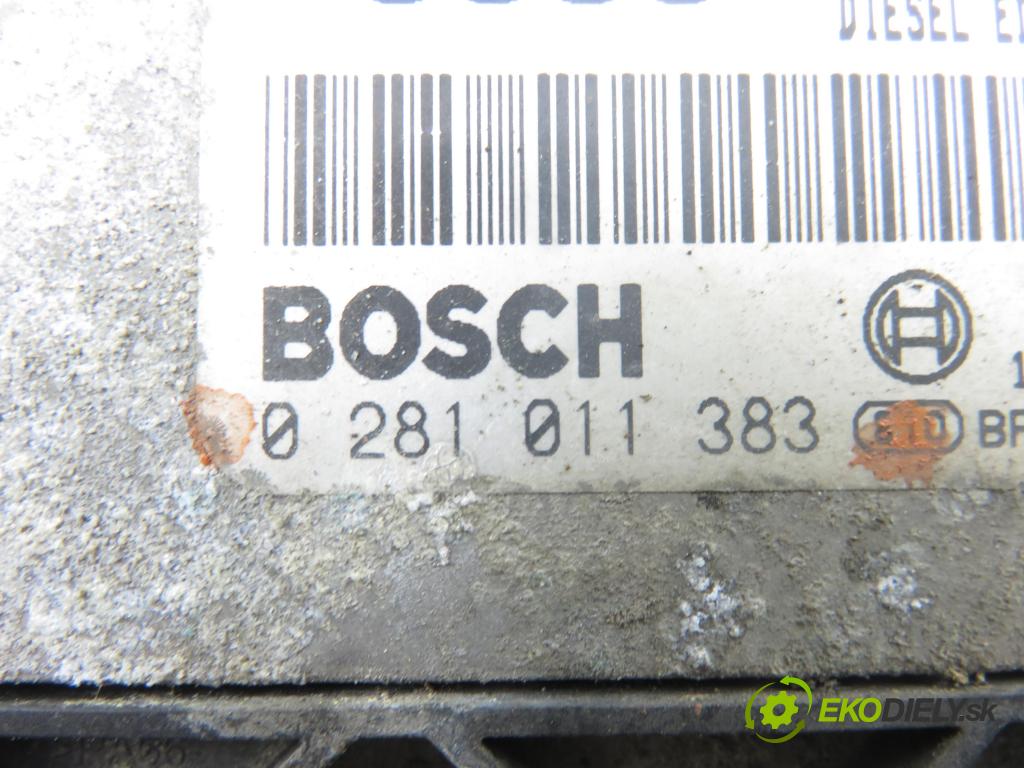 DIESEL
BOSCH
0 281 011 383
EKODIELY.sk